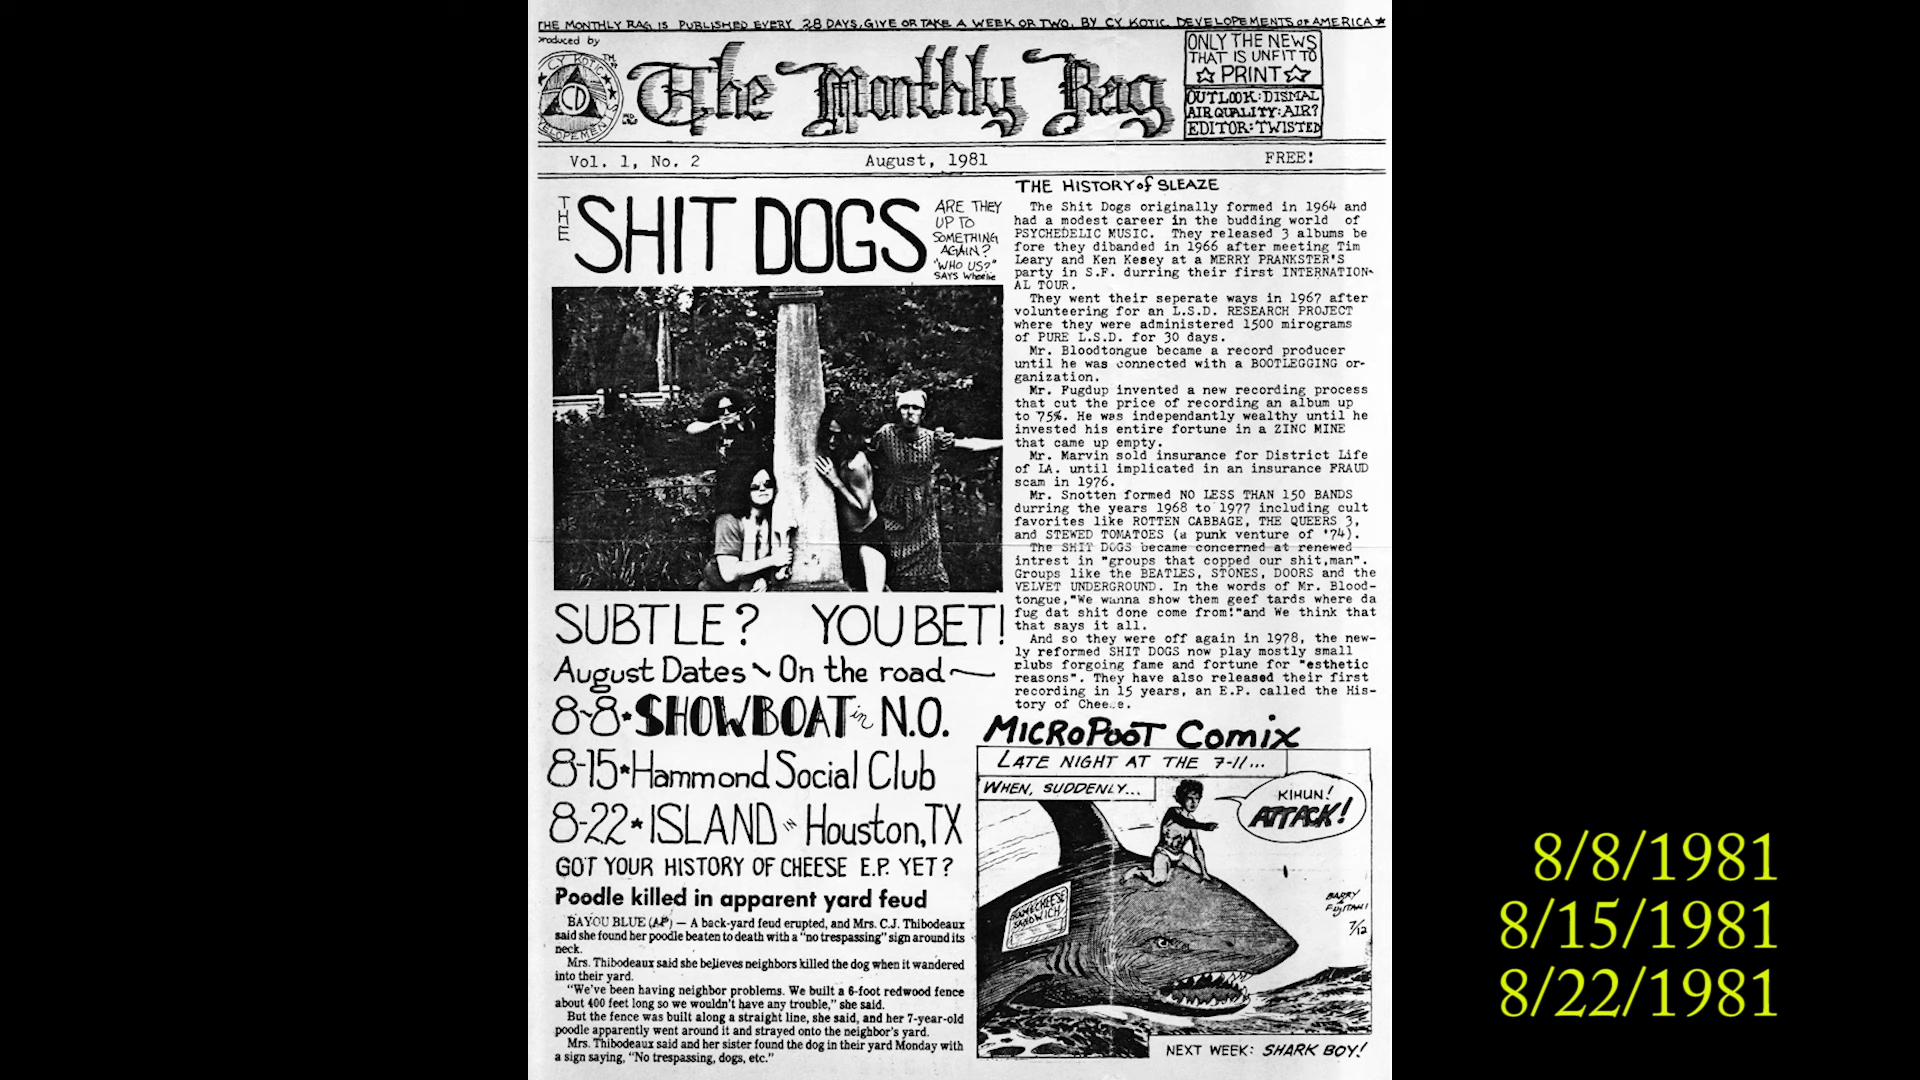 THE MONTHLY RAG IS PUBLISHED EVERY 28 DAYS, GIVE OR TAKE A WEEK OR TWO, BY CY KOTIC DEVELOPEMENTS OF AMERICA
Produced by
CY KOTIC
DEVELOPEMENTS
CD
TM
The Monthly Rag
ONLY THE NEWS
THAT IS UNFIT TO
PRINT
OUTLOOK: DISMAL
AIR QUALITY: AIR?
EDITOR: TWISTED
Vol. 1, No. 2
August, 1981
FREE!
THE
SHIT DOGS
ARE THEY
UP TO
SOMETHING
AGAIN?
"WHO US?"
SAYS Wheelie
SUBTLE? YOU BET!
August Dates ~ On the road ~
8-8 * SHOWBOAT in N.O.
8-15 * Hammond Social Club
8-22 * ISLAND IN Houston, TX
GOT YOUR HISTORY OF CHEESE E.P. YET?
Poodle killed in apparent yard feud
BAYOU BLUE (AP) — A back-yard feud erupted, and Mrs. C.J. Thibodeaux
said she found her poodle beaten to death with a "no trespassing" sign around its
neck.
Mrs. Thibodeaux said she believes neighbors killed the dog when it wandered
into their yard.
"We've been having neighbor problems. We built a 6-foot redwood fence
about 400 feet long so we wouldn't have any trouble," she said.
But the fence was built along a straight line, she said, and her 7-year-old
poodle apparently went around it and strayed onto the neighbor's yard.
Mrs. Thibodeaux said and her sister found the dog in their yard Monday with
a sign saying, "No trespassing, dogs, etc."
THE HISTORY of SLEAZE
The Shit Dogs originally formed in 1964 and
had a modest career in the budding world of
PSYCHEDELIC MUSIC. They released 3 albums be
fore they dibanded in 1966 after meeting Tim
Leary and Ken Kesey at a MERRY PRANKSTER'S
party in S.F. durring their first INTERNATION-
AL TOUR.
They went their seperate ways in 1967 after
volunteering for an L.S.D. RESEARCH PROJECT
where they were administered 1500 mirograms
of PURE L.S.D. for 30 days.
Mr. Bloodtongue became a record producer
until he was connected with a BOOTLEGGING or-
ganization.
Mr. Fugdup invented a new recording process
that cut the price of recording an album up
to 75%. He was independantly wealthy until he
invested his entire fortune in a ZINC MINE
that came up empty.
Mr. Marvin sold insurance for District Life
of LA. until implicated in an insurance FRAUD
scam in 1976.
Mr. Snotten formed NO LESS THAN 150 BANDS
durring the years 1968 to 1977 including cult
favorites like ROTTEN CABBAGE, THE QUEERS 3,
and STEWED TOMATOES (a punk venture of '74).
The SHIT DOGS became concerned at renewed
intrest in "groups that copped our shit,man".
Groups like the BEATLES, STONES, DOORS and the
VELVET UNDERGROUND. In the words of Mr. Blood-
tongue,"We wanna show them geef tards where da
fug dat shit done come from!"and We think that
that says it all.
And so they were off again in 1978, the new-
ly reformed SHIT DOGS now play mostly small
clubs forgoing fame and fortune for "esthetic
reasons". They have also released their first
recording in 15 years, an E.P. called the His-
tory of Cheese.
MICROPOOT Comix
LATE NIGHT AT THE 7-11...
WHEN, SUDDENLY...
KIHUN!
ATTACK!
SOMECHEESE
SANDWICH
BARRY
&
FUJITANI
7/12
NEXT WEEK: SHARK BOY!
8/8/1981
8/15/1981
8/22/1981